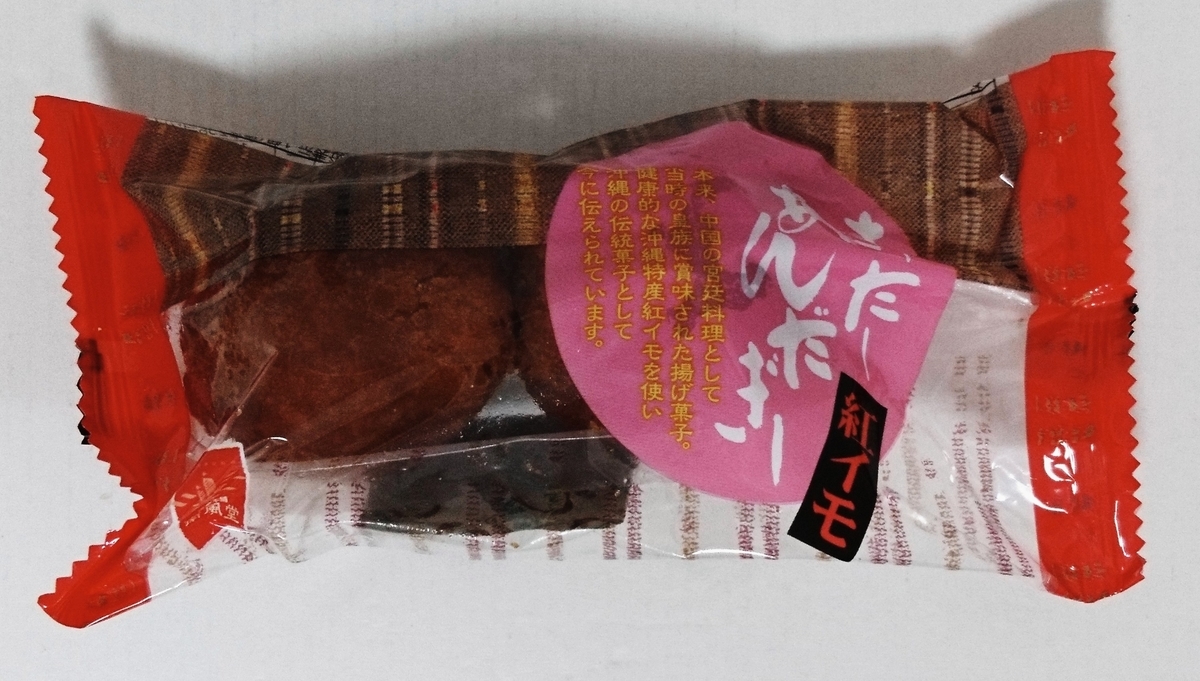 さーたー
あんだぎー
紅イモ
本来、中国の宮廷料理として
当時の皇族に賞味された揚げ菓子。
健康的な沖縄特産紅イモを使い
沖縄の伝統菓子として
今に伝えられています。